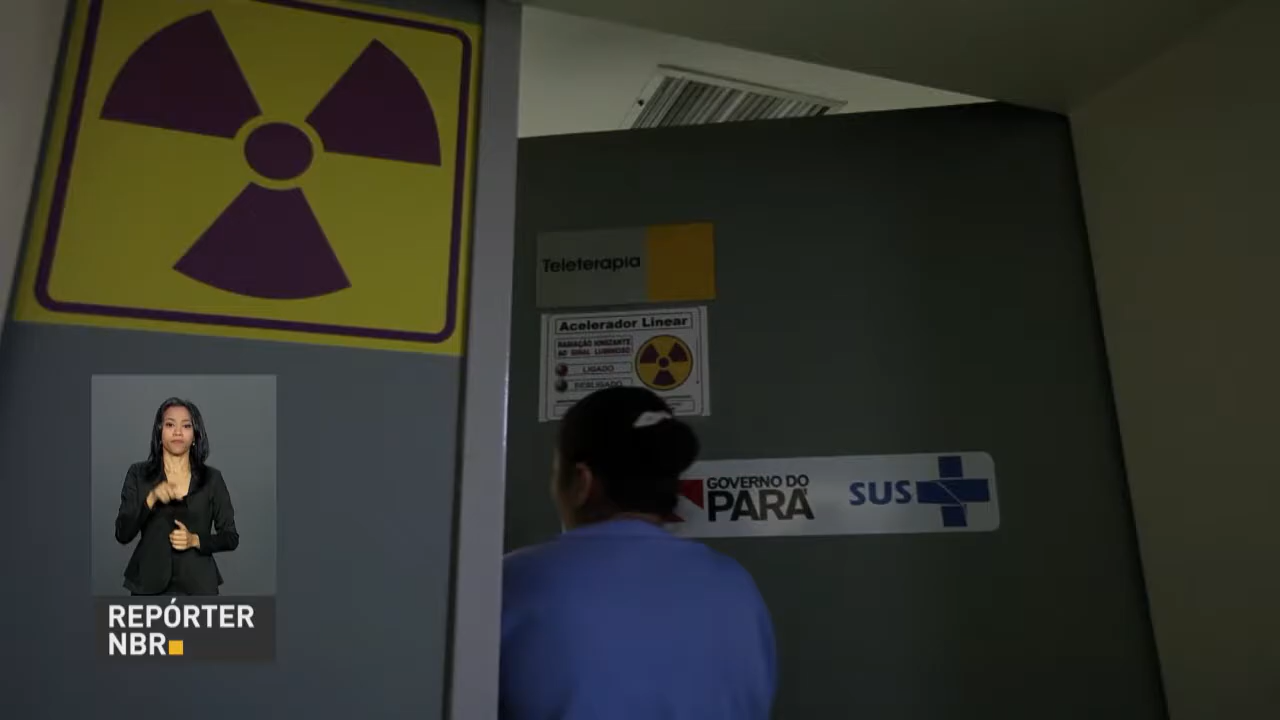 Teleterapia
Acelerador Linear
RADIAÇÃO IONIZANTE
AO SINAL LUMINOSO
LIGADO
DESLIGADO
GOVERNO DO
PARÁ
SUS
REPÓRTER
NBR